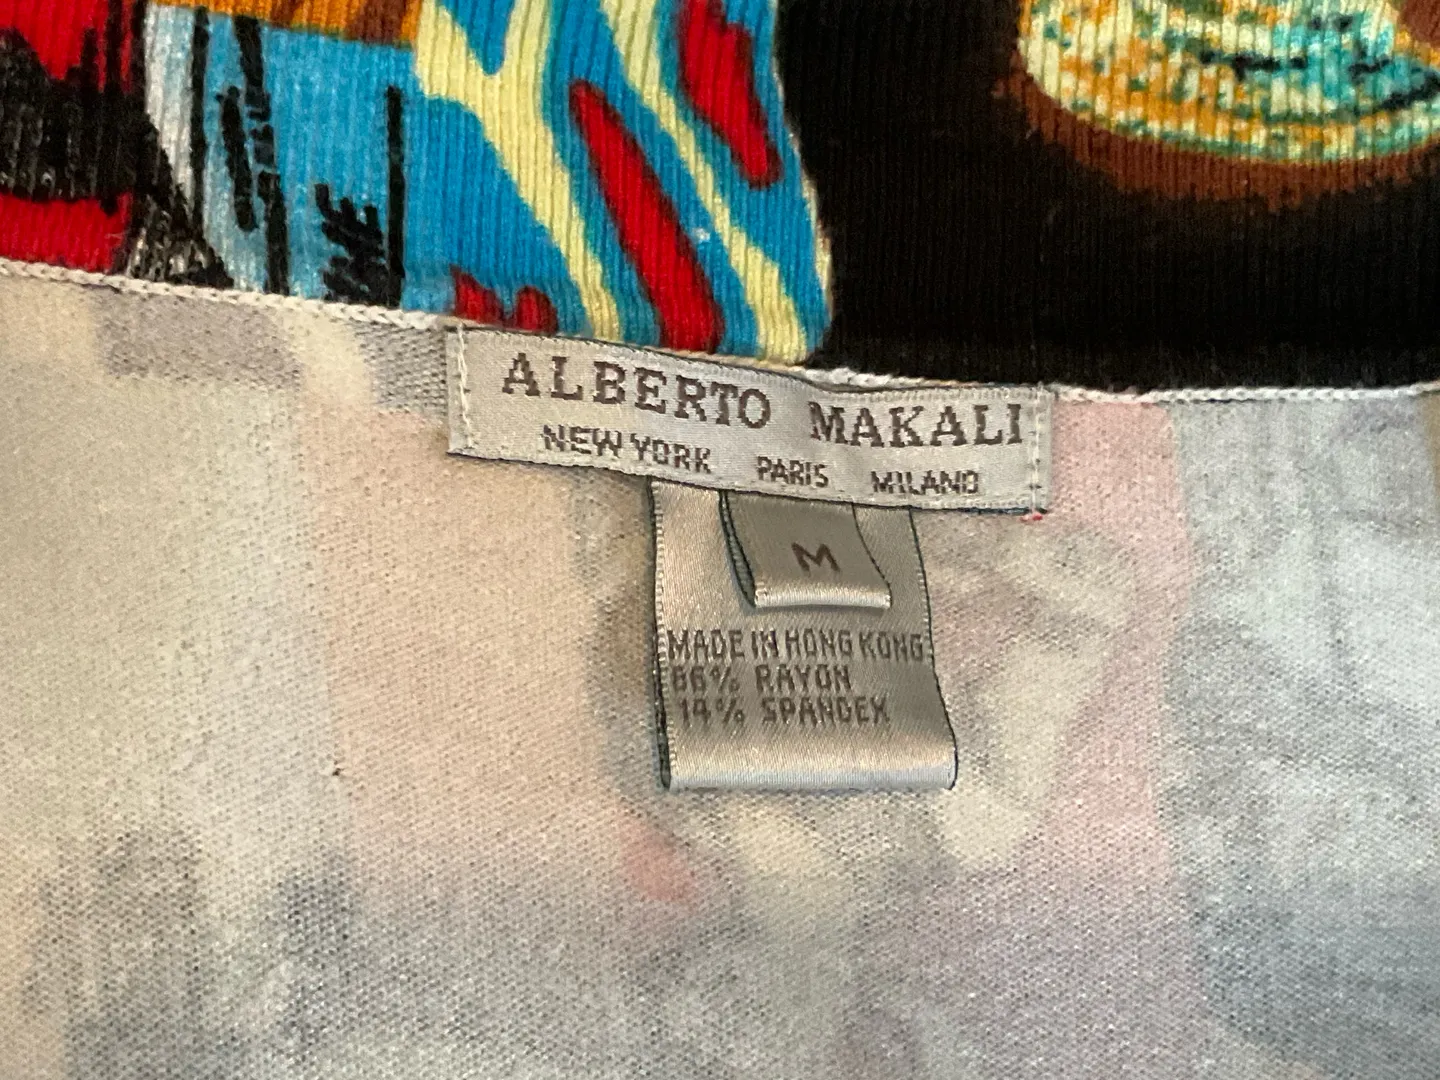 ALBERTO MAKALI
NEW YORK PARIS MILANO
M
MADE IN HONG KONG
86% RAYON
14% SPANDEX